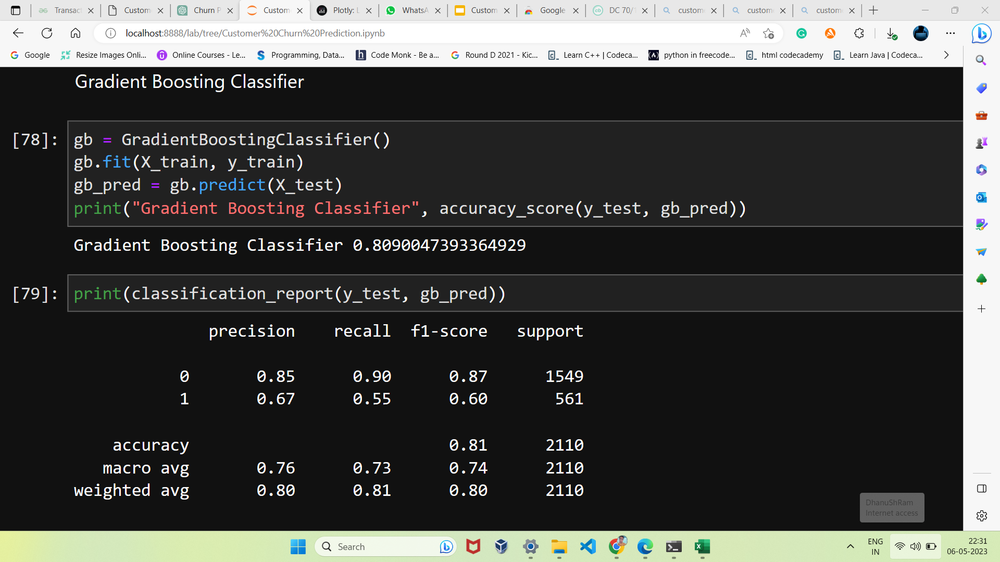 Transact
Custom
Churn P
Custom
Plotly: L
WhatsA
Custom
Google
DC 70/1
custome
custome
custome
localhost:8888/lab/tree/Customer%20Churn%20Prediction.ipynb
Google
Resize Images Onli...
Online Courses - Le...
Programming, Data...
Code Monk - Be a...
Round D 2021 - Kic...
Learn C++ | Codeca...
python in freecode...
html codecademy
Learn Java | Codeca...
Gradient Boosting Classifier
[78]:
gb = GradientBoostingClassifier()
gb.fit(X_train, y_train)
gb_pred = gb.predict(X_test)
print("Gradient Boosting Classifier", accuracy_score(y_test, gb_pred))
Gradient Boosting Classifier 0.8090047393364929
[79]:
print(classification_report(y_test, gb_pred))
precision recall f1-score support
0 0.85 0.90 0.87 1549
1 0.67 0.55 0.60 561
accuracy 0.81 2110
macro avg 0.76 0.73 0.74 2110
weighted avg 0.80 0.81 0.80 2110
DhanuShRam
Internet access
Search
ENG
IN
22:31
06-05-2023